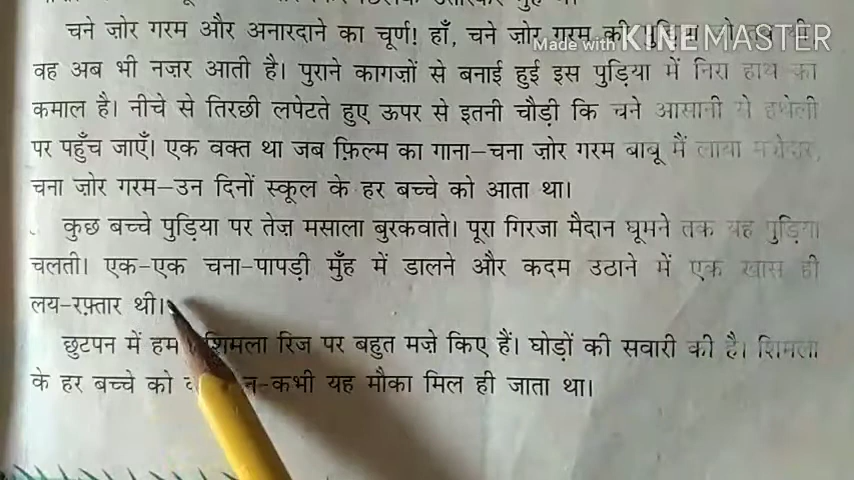 चने ज़ोर गरम और अनारदाने का चूर्ण! हाँ, चने ज़ोर गरम की पुड़िया
Made with KINEMASTER
वह अब भी नज़र आती है। पुराने कागज़ों से बनाई हुई इस पुड़िया में निरा हाथ का
कमाल है। नीचे से तिरछी लपेटते हुए ऊपर से इतनी चौड़ी कि चने आसानी से हथेली
पर पहुँच जाएँ। एक वक्त था जब फ़िल्म का गाना–चना ज़ोर गरम बाबू मैं लाया मज़ेदार,
चना ज़ोर गरम–उन दिनों स्कूल के हर बच्चे को आता था।
कुछ बच्चे पुड़िया पर तेज़ मसाला बुरकवाते। पूरा गिरजा मैदान घूमने तक यह पुड़िया
चलती। एक-एक चना-पापड़ी मुँह में डालने और कदम उठाने में एक खास ही
लय-रफ़्तार थी।
छुटपन में हम शिमला रिज पर बहुत मज़े किए हैं। घोड़ों की सवारी की है। शिमला
के हर बच्चे को न-कभी यह मौका मिल ही जाता था।